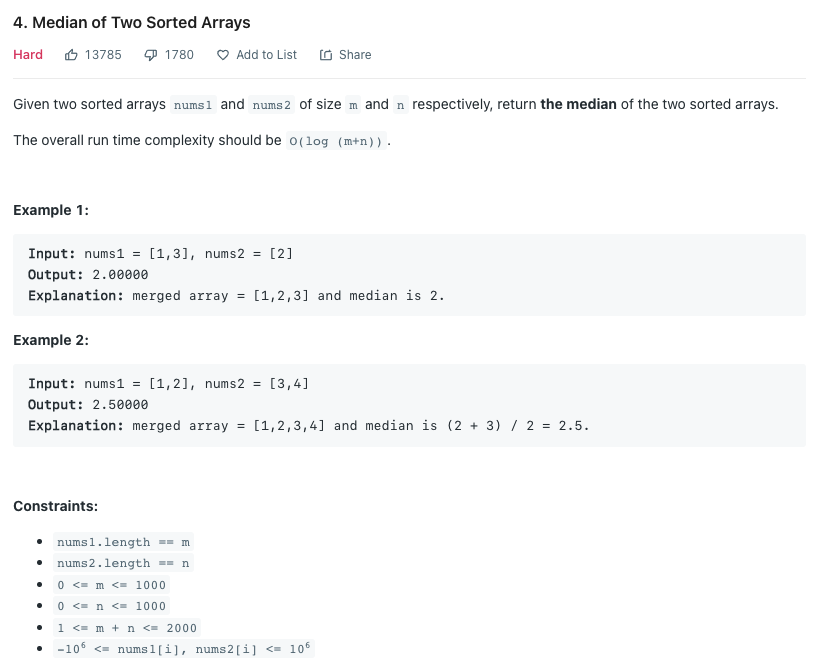 4. Median of Two Sorted Arrays
Hard 13785 1780 Add to List Share
Given two sorted arrays nums1 and nums2 of size m and n respectively, return the median of the two sorted arrays.
The overall run time complexity should be O(log (m+n)).
Example 1:
Input: nums1 = [1,3], nums2 = [2]
Output: 2.00000
Explanation: merged array = [1,2,3] and median is 2.
Example 2:
Input: nums1 = [1,2], nums2 = [3,4]
Output: 2.50000
Explanation: merged array = [1,2,3,4] and median is (2 + 3) / 2 = 2.5.
Constraints:
• nums1.length == m
• nums2.length == n
• 0 <= m <= 1000
• 0 <= n <= 1000
• 1 <= m + n <= 2000
• -10⁶ <= nums1[i], nums2[i] <= 10⁶